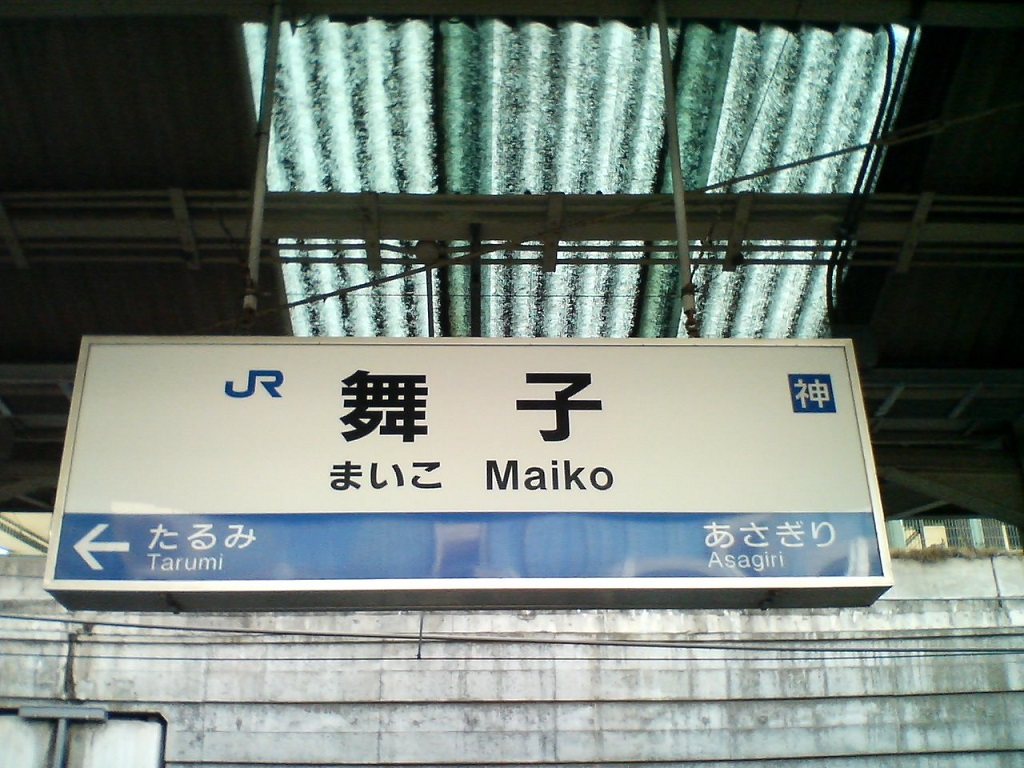 JR 舞子 神
まいこ Maiko
← たるみ あさぎり
Tarumi Asagiri